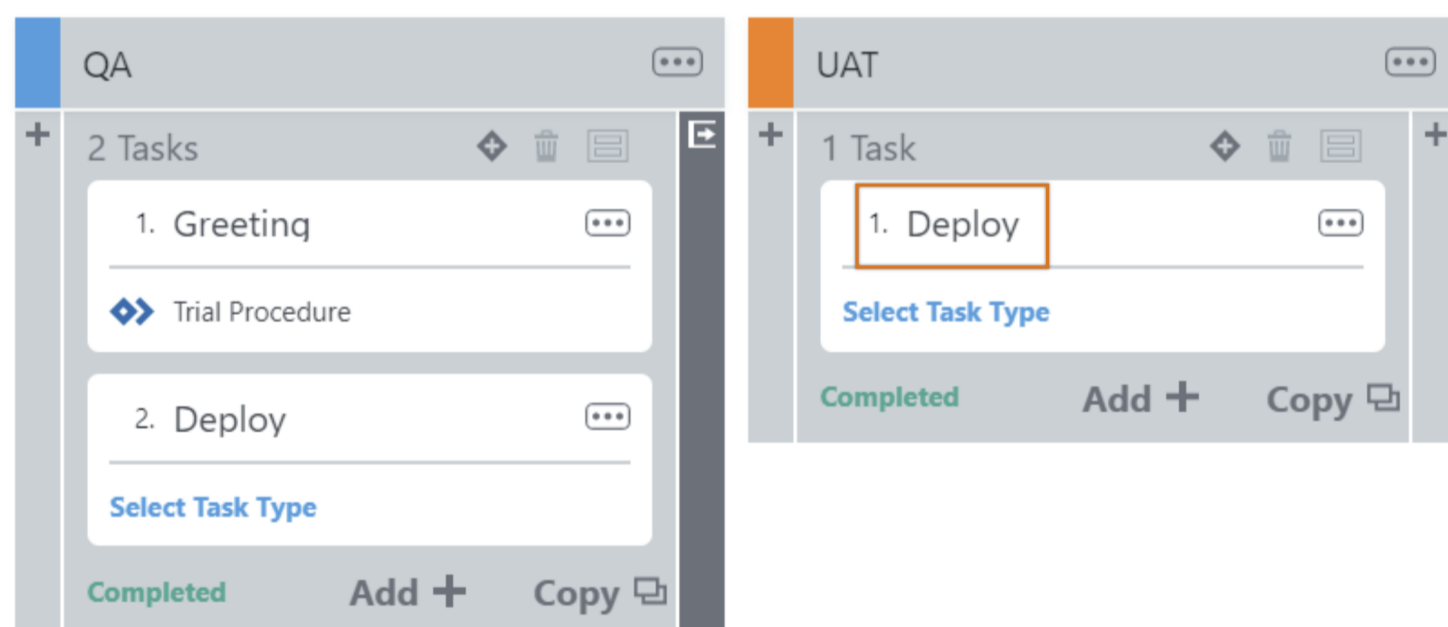 QA
2 Tasks
1. Greeting
Trial Procedure
2. Deploy
Select Task Type
Completed Add Copy
UAT
1 Task
1. Deploy
Select Task Type
Completed Add Copy